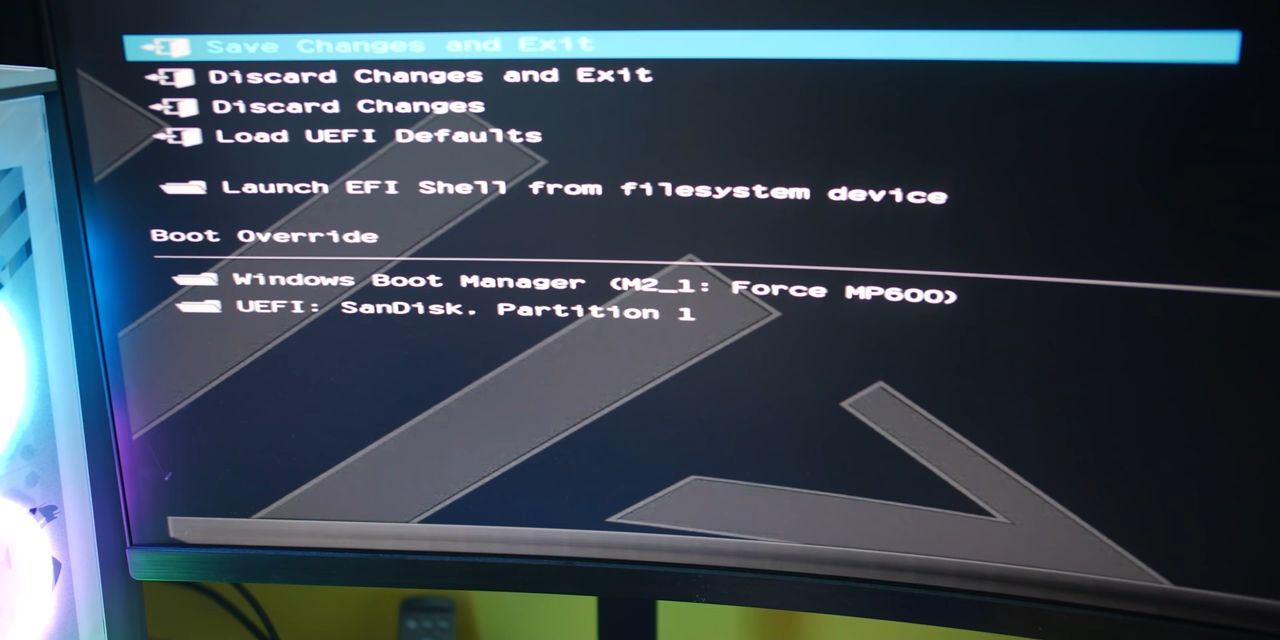 Save Changes and Exit
Discard Changes and Exit
Discard Changes
Load UEFI Defaults
Launch EFI Shell from filesystem device
Boot Override
Windows Boot Manager (M2_1: Force MP600)
UEFI: SanDisk, Partition 1